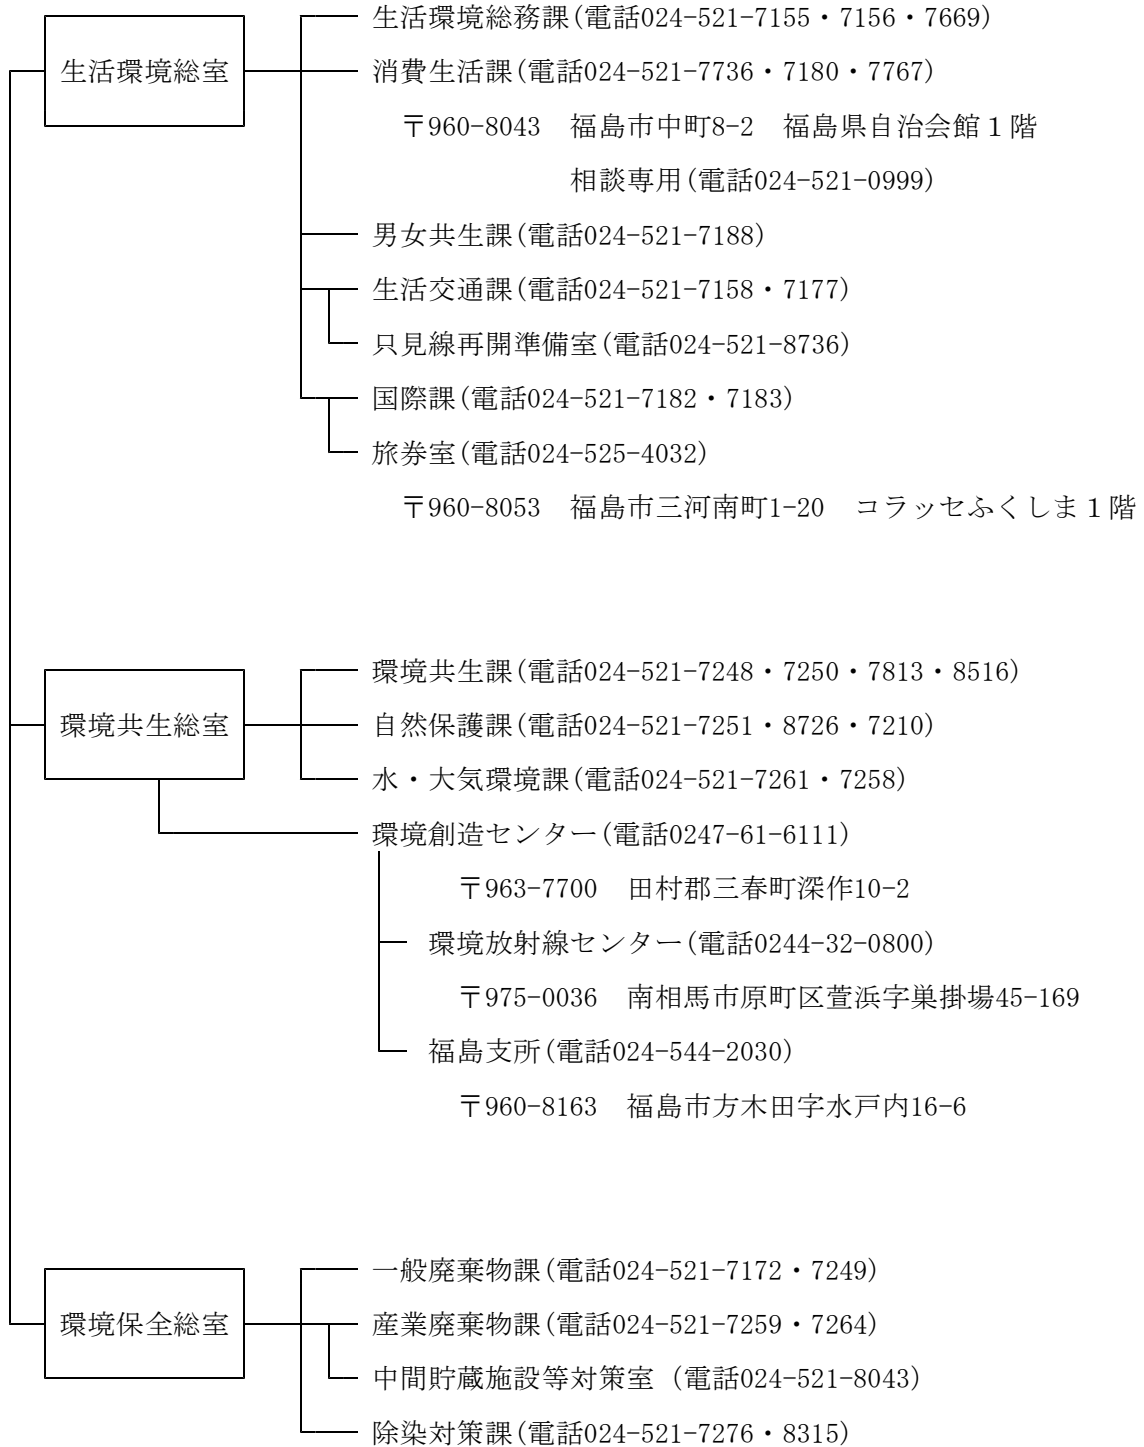 生活環境総室
生活環境総務課(電話024-521-7155・7156・7669)
消費生活課(電話024-521-7736・7180・7767)
〒960-8043　福島市中町8-2　福島県自治会館１階
相談専用(電話024-521-0999)
男女共生課(電話024-521-7188)
生活交通課(電話024-521-7158・7177)
只見線再開準備室(電話024-521-8736)
国際課(電話024-521-7182・7183)
旅券室(電話024-525-4032)
〒960-8053　福島市三河南町1-20　コラッセふくしま１階
環境共生総室
環境共生課(電話024-521-7248・7250・7813・8516)
自然保護課(電話024-521-7251・8726・7210)
水・大気環境課(電話024-521-7261・7258)
環境創造センター(電話0247-61-6111)
〒963-7700　田村郡三春町深作10-2
環境放射線センター(電話0244-32-0800)
〒975-0036　南相馬市原町区萱浜字巣掛場45-169
福島支所(電話024-544-2030)
〒960-8163　福島市方木田字水戸内16-6
環境保全総室
一般廃棄物課(電話024-521-7172・7249)
産業廃棄物課(電話024-521-7259・7264)
中間貯蔵施設等対策室 (電話024-521-8043)
除染対策課(電話024-521-7276・8315)